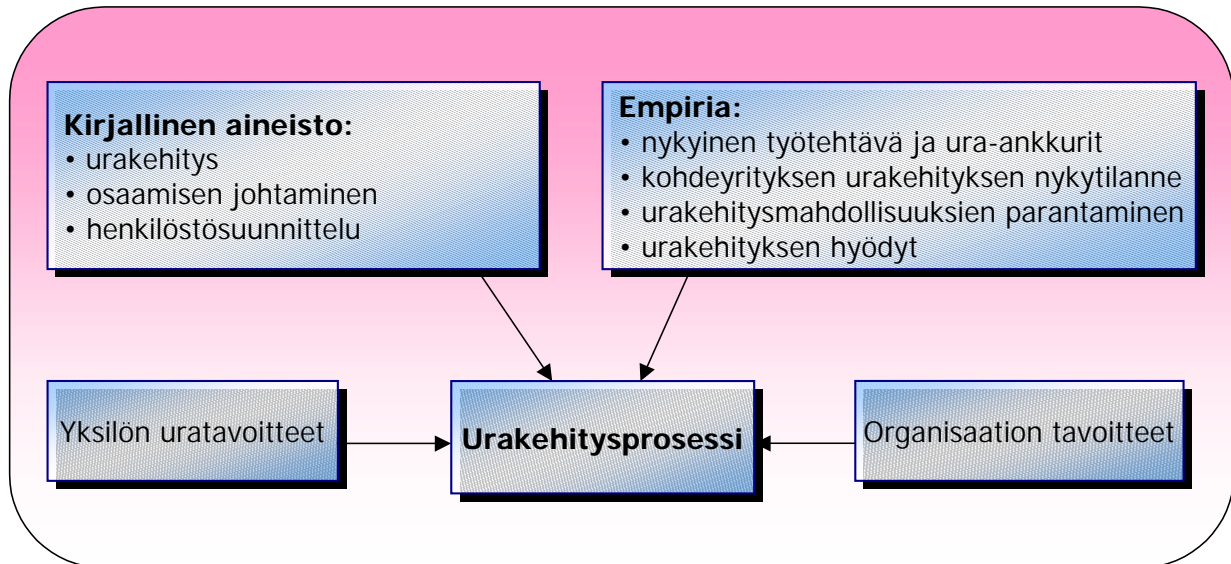 Kirjallinen aineisto:
• urakehitys
• osaamisen johtaminen
• henkilöstösuunnittelu
Empiria:
• nykyinen työtehtävä ja ura-ankkurit
• kohdeyrityksen urakehityksen nykytilanne
• urakehitysmahdollisuuksien parantaminen
• urakehityksen hyödyt
Yksilön uratavoitteet
Urakehitysprosessi
Organisaation tavoitteet